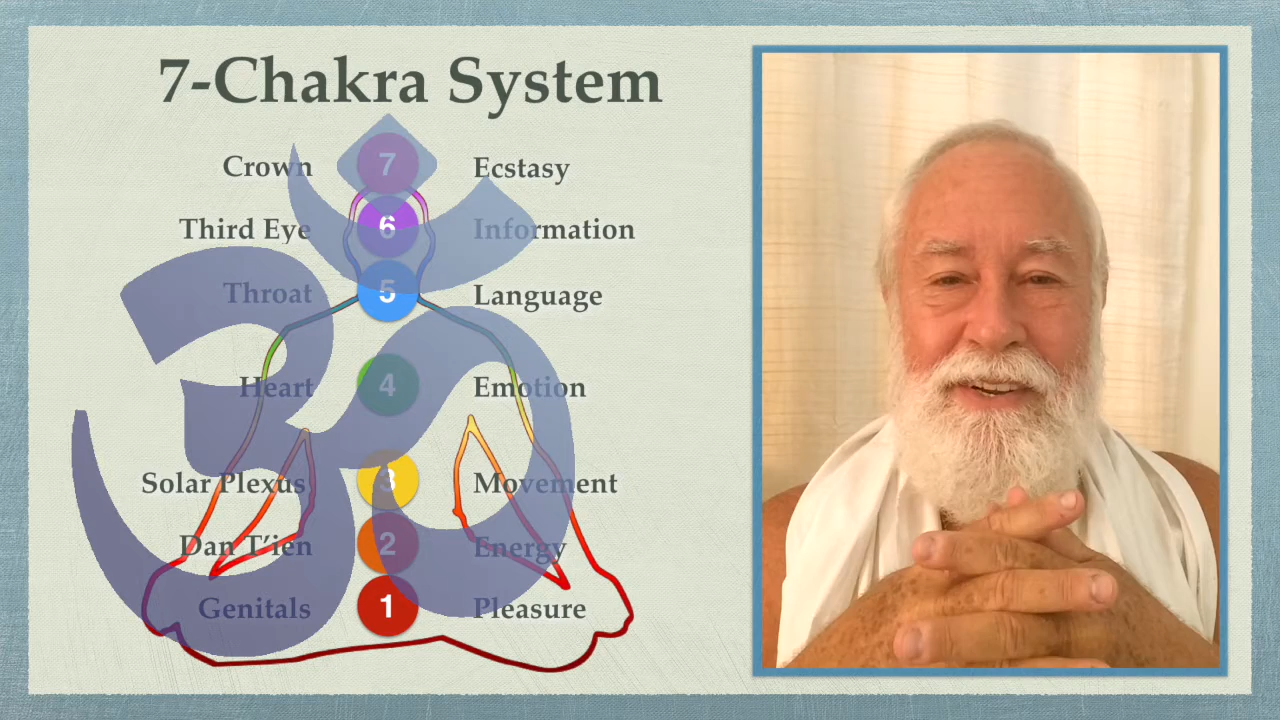 7-Chakra System
Crown 7 Ecstasy
Third Eye 6 Information
Throat 5 Language
Heart 4 Emotion
Solar Plexus 3 Movement
Dan T'ien 2 Energy
Genitals 1 Pleasure
ॐ